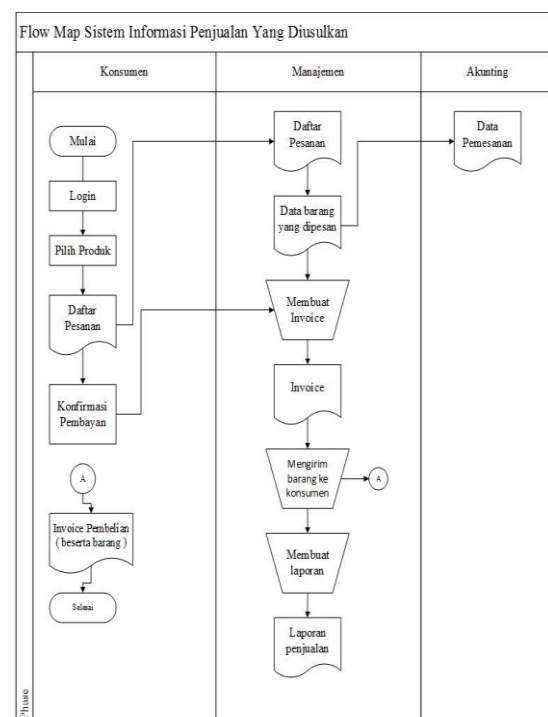 Flow Map Sistem Informasi Penjualan Yang Diusulkan
Konsumen
Manajemen
Akunting
Mulai
Login
Pilih Produk
Daftar
Pesanan
Konfirmasi
Pembayan
A
Invoice Pembelian
( beserta barang )
Selesai
Daftar
Pesanan
Data barang
yang dipesan
Membuat
Invoice
Invoice
Mengirim
barang ke
konsumen
A
Membuat
laporan
Laporan
penjualan
Data
Pemesanan
Phase